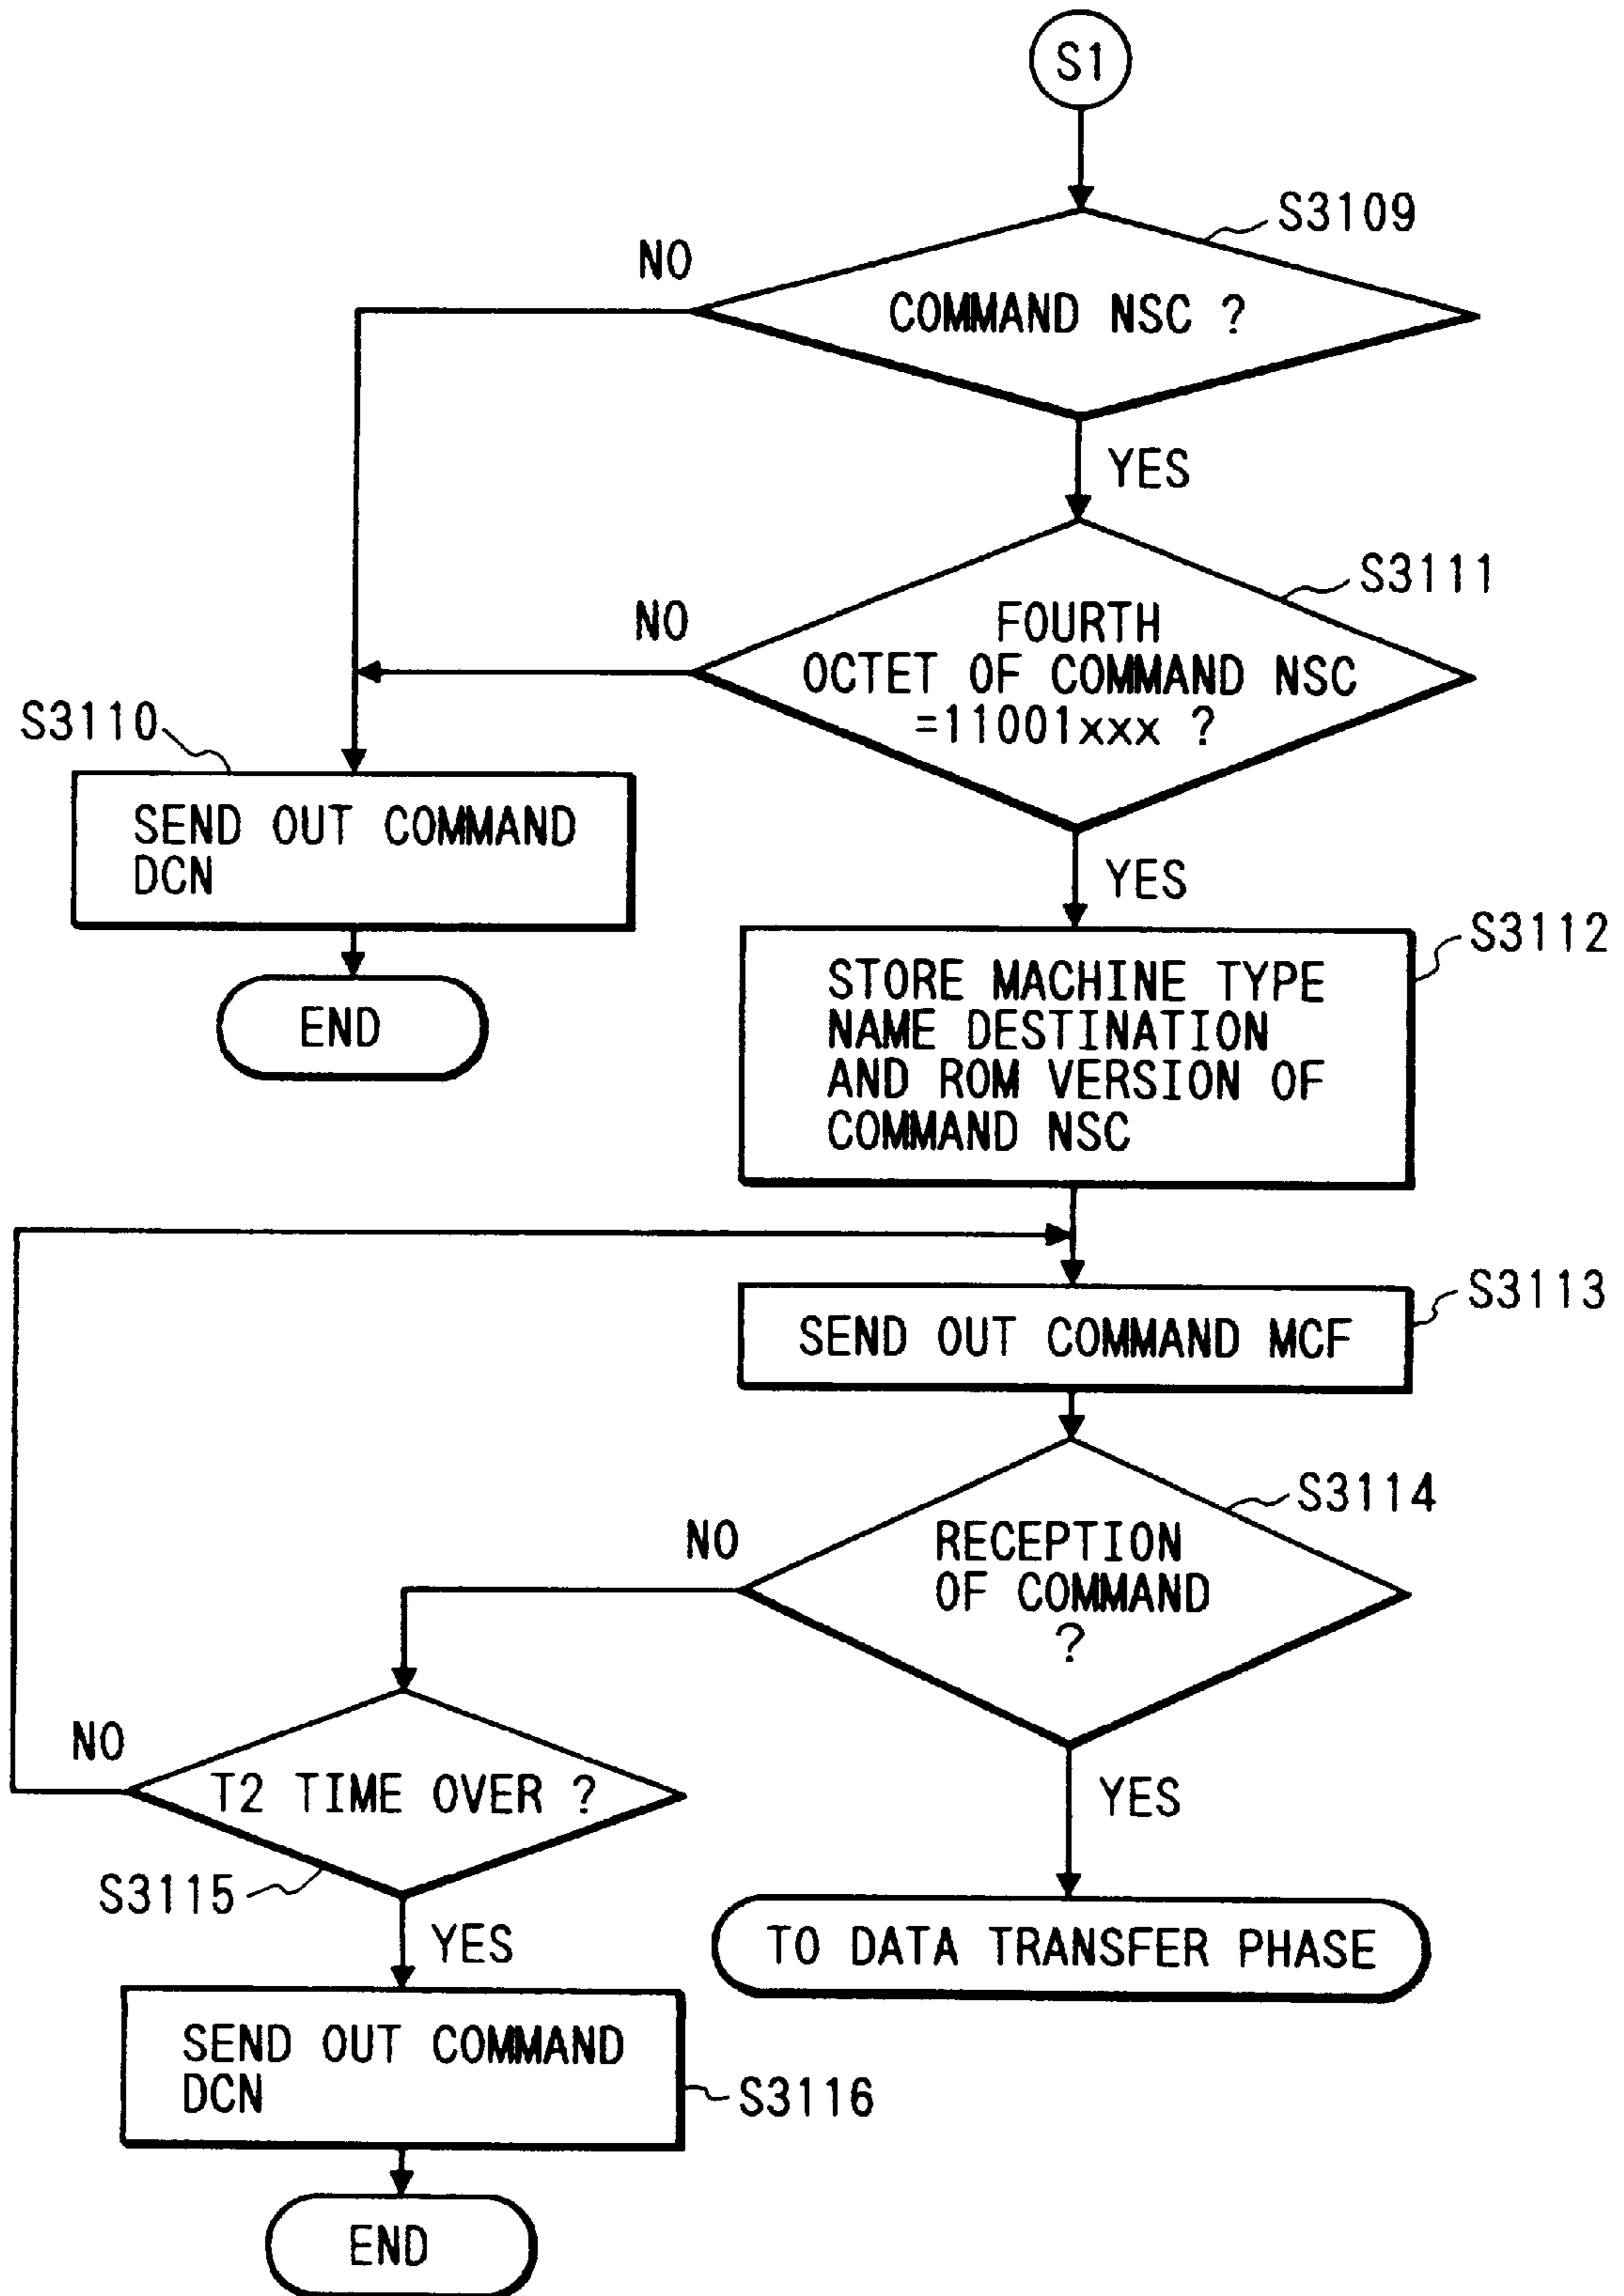 S1
S3109
NO
COMMAND NSC ?
YES
S3111
NO
FOURTH
OCTET OF COMMAND NSC
=11001xxx ?
S3110
SEND OUT COMMAND
DCN
YES
END
S3112
STORE MACHINE TYPE
NAME DESTINATION
AND ROM VERSION OF
COMMAND NSC
S3113
SEND OUT COMMAND MCF
S3114
NO
RECEPTION
OF COMMAND
?
NO
T2 TIME OVER ?
YES
S3115
YES
TO DATA TRANSFER PHASE
SEND OUT COMMAND
DCN
S3116
END